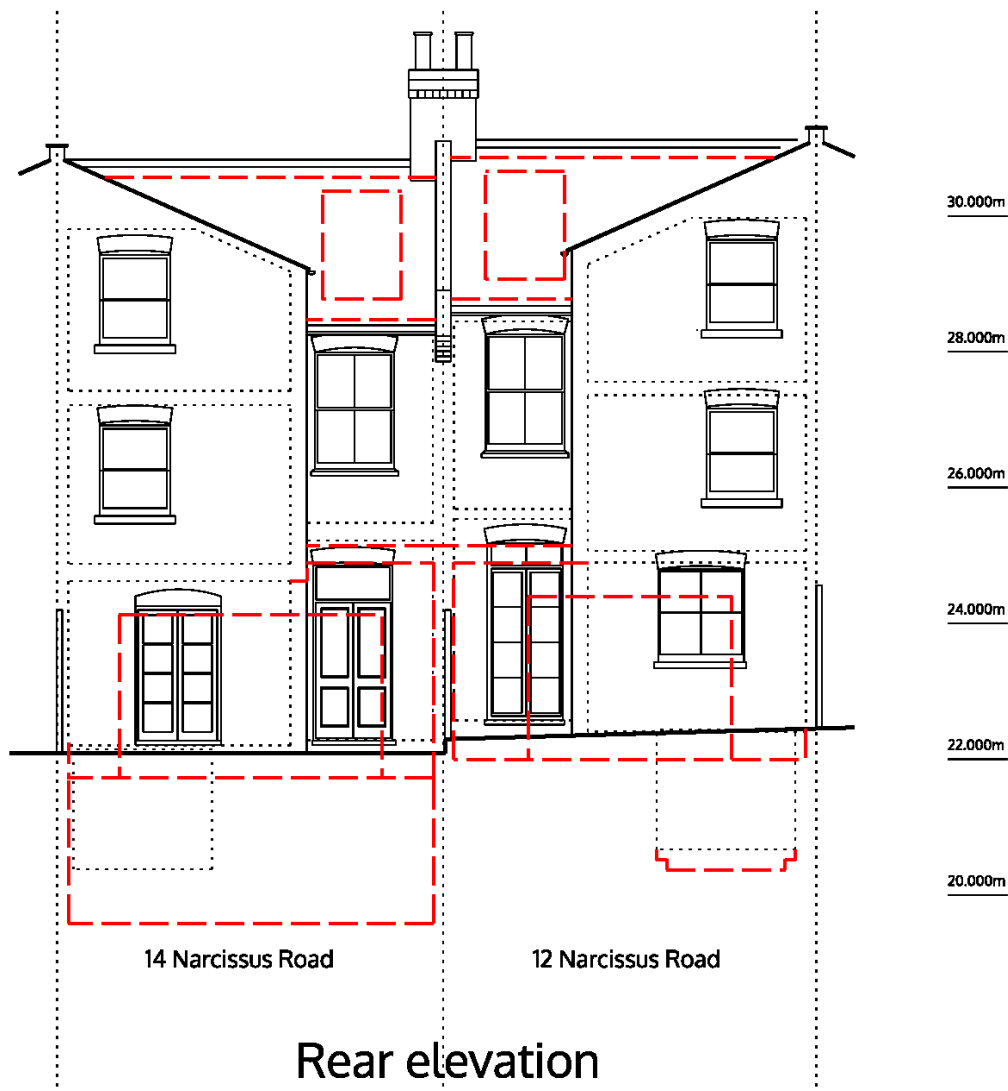 30.000m
28.000m
26.000m
24.000m
22.000m
20.000m
14 Narcissus Road
12 Narcissus Road
Rear elevation